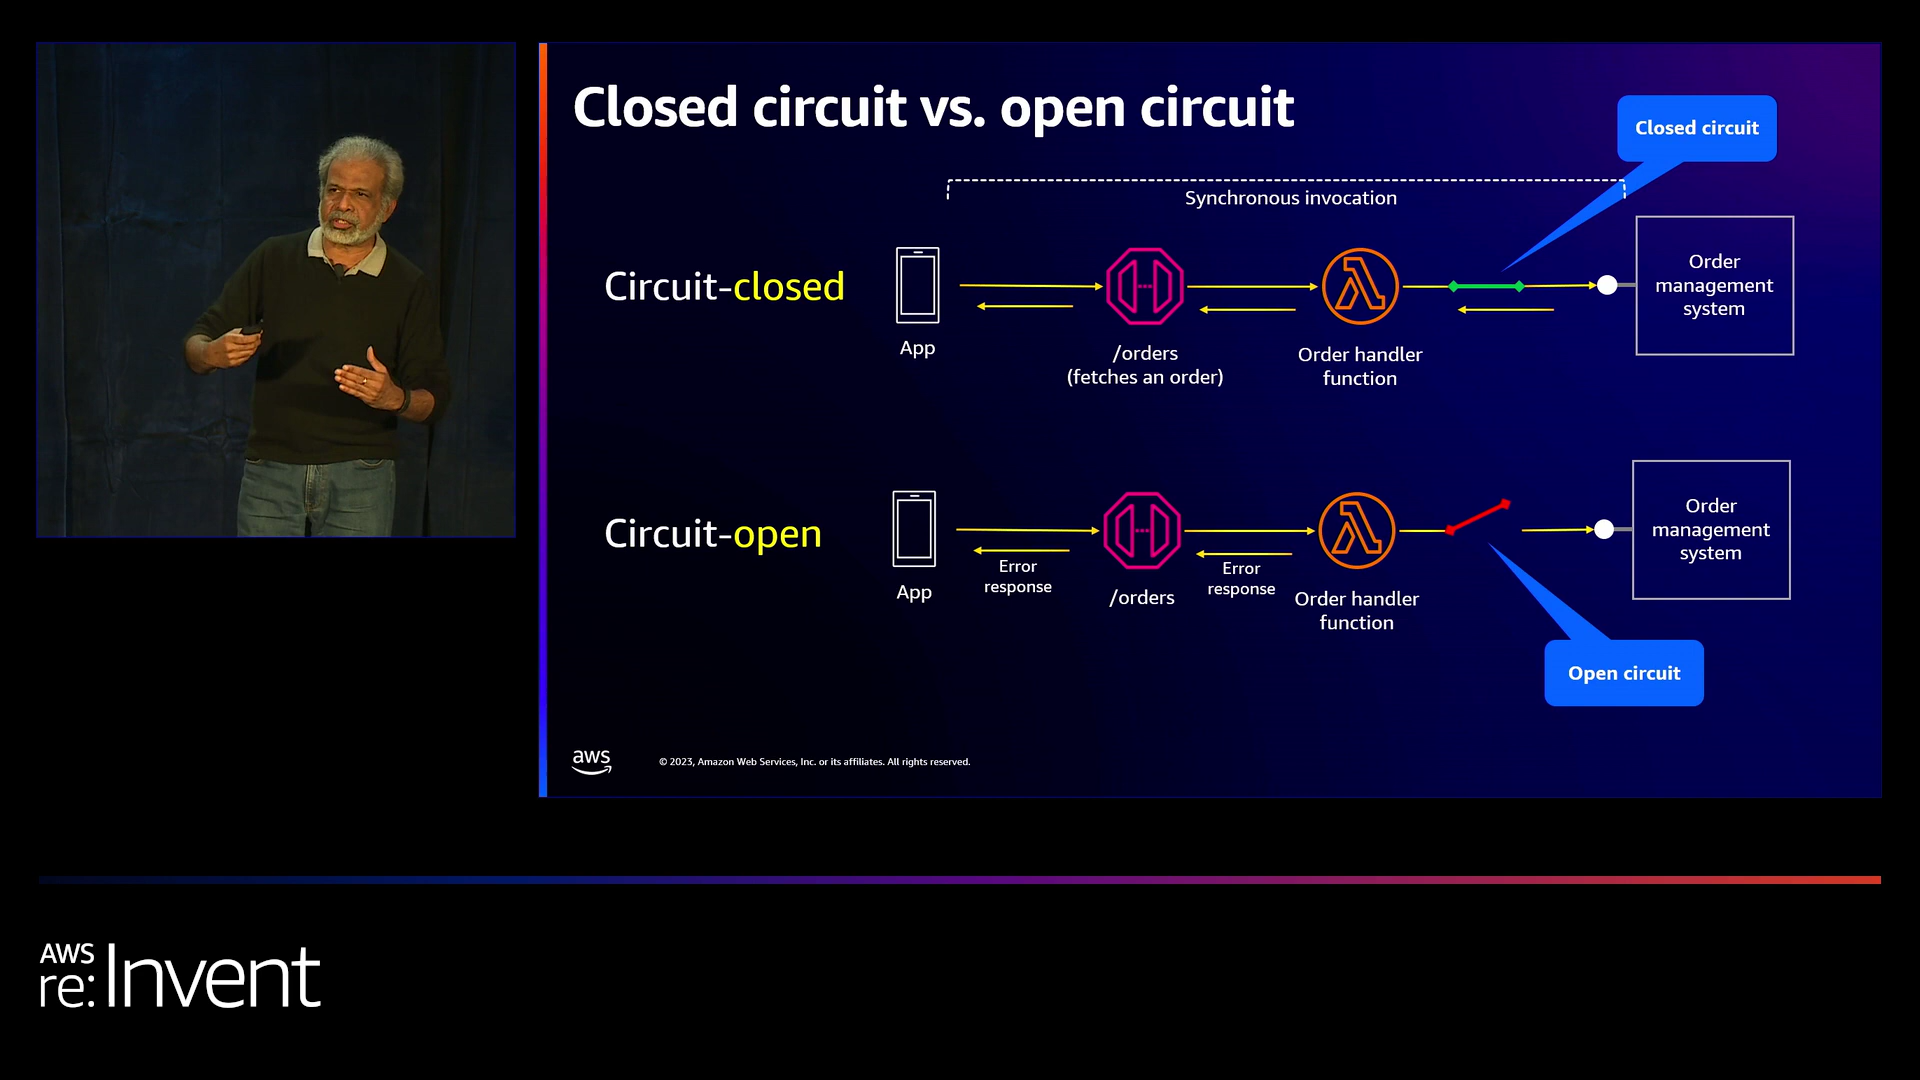 Closed circuit vs. open circuit
Closed circuit
Synchronous invocation
Circuit-closed
App
/orders
(fetches an order)
Order handler
function
Order
management
system
Circuit-open
App
Error
response
/orders
Error
response
Order handler
function
Order
management
system
Open circuit
aws
© 2023, Amazon Web Services, Inc. or its affiliates. All rights reserved.
AWS
re:Invent